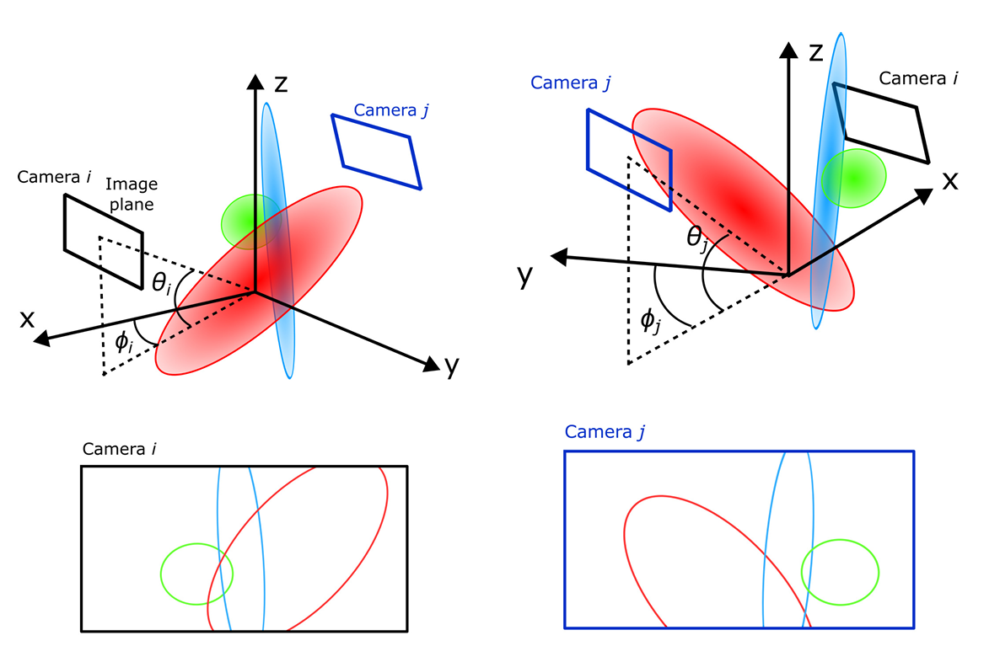 z
Camera j
Camera i
Image
plane
θi
x
ϕi
y
Camera j
z
Camera i
x
θj
y
ϕj
Camera i
Camera j